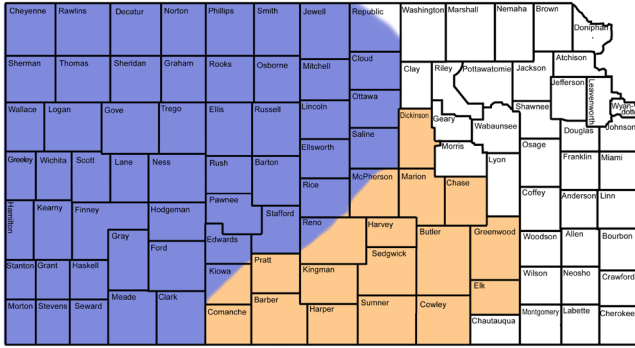 Cheyenne Rawlins Decatur Norton Phillips Smith Jewell Republic Washington Marshall Nemaha Brown
Doniphan
Sherman Thomas Sheridan Graham Rooks Osborne Mitchell Cloud Clay Riley Pottawatomie Jackson Atchison
Jefferson Leavenworth
Wallace Logan Gove Trego Ellis Russell Lincoln Ottawa Dickinson Geary Wabaunsee Shawnee Wyan-
dotte
Douglas Johnson
Ellsworth Saline Morris Osage
Greeley Wichita Scott Lane Ness Rush Barton Rice McPherson Marion Chase Lyon Franklin Miami
Hamilton Kearny Finney Hodgeman Pawnee Stafford Reno Harvey Coffey Anderson Linn
Gray Ford Edwards Butler Greenwood Woodson Allen Bourbon
Stanton Grant Haskell Kiowa Pratt Kingman Sedgwick Elk Wilson Neosho Crawford
Morton Stevens Seward Meade Clark Comanche Barber Harper Sumner Cowley Chautauqua Montgomery Labette Cherokee